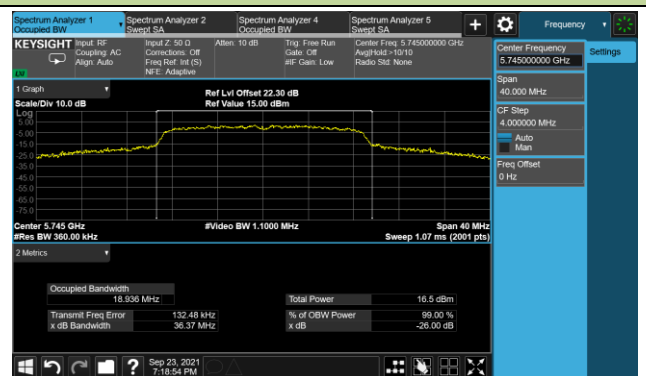 Spectrum Analyzer 1 Occupied BW
Spectrum Analyzer 2 Swept SA
Spectrum Analyzer 4 Occupied BW
Spectrum Analyzer 5 Swept SA
Frequency
KEYSIGHT
Input: RF
Coupling: AC
Align: Auto
Input Z: 50 Ω
Corrections: Off
Freq Ref: Int (S)
NFE: Adaptive
Atten: 10 dB
Trig: Free Run
Gate: Off
#IF Gain: Low
Center Freq: 5.745000000 GHz
Avg|Hold:>10/10
Radio Std: None
1 Graph
Scale/Div 10.0 dB
Ref Lvl Offset 22.30 dB
Ref Value 15.00 dBm
Log
5.00
-5.00
-15.0
-25.0
-35.0
-45.0
-55.0
-65.0
-75.0
Center 5.745 GHz
#Res BW 360.00 kHz
#Video BW 1.1000 MHz
Span 40 MHz
Sweep 1.07 ms (2001 pts)
2 Metrics
Occupied Bandwidth
18.936 MHz
Total Power 16.5 dBm
Transmit Freq Error 132.48 kHz
% of OBW Power 99.00 %
x dB Bandwidth 36.37 MHz
x dB -26.00 dB
Sep 23, 2021
7:18:54 PM
Center Frequency
5.745000000 GHz
Settings
Span
40.000 MHz
CF Step
4.000000 MHz
Auto
Man
Freq Offset
0 Hz